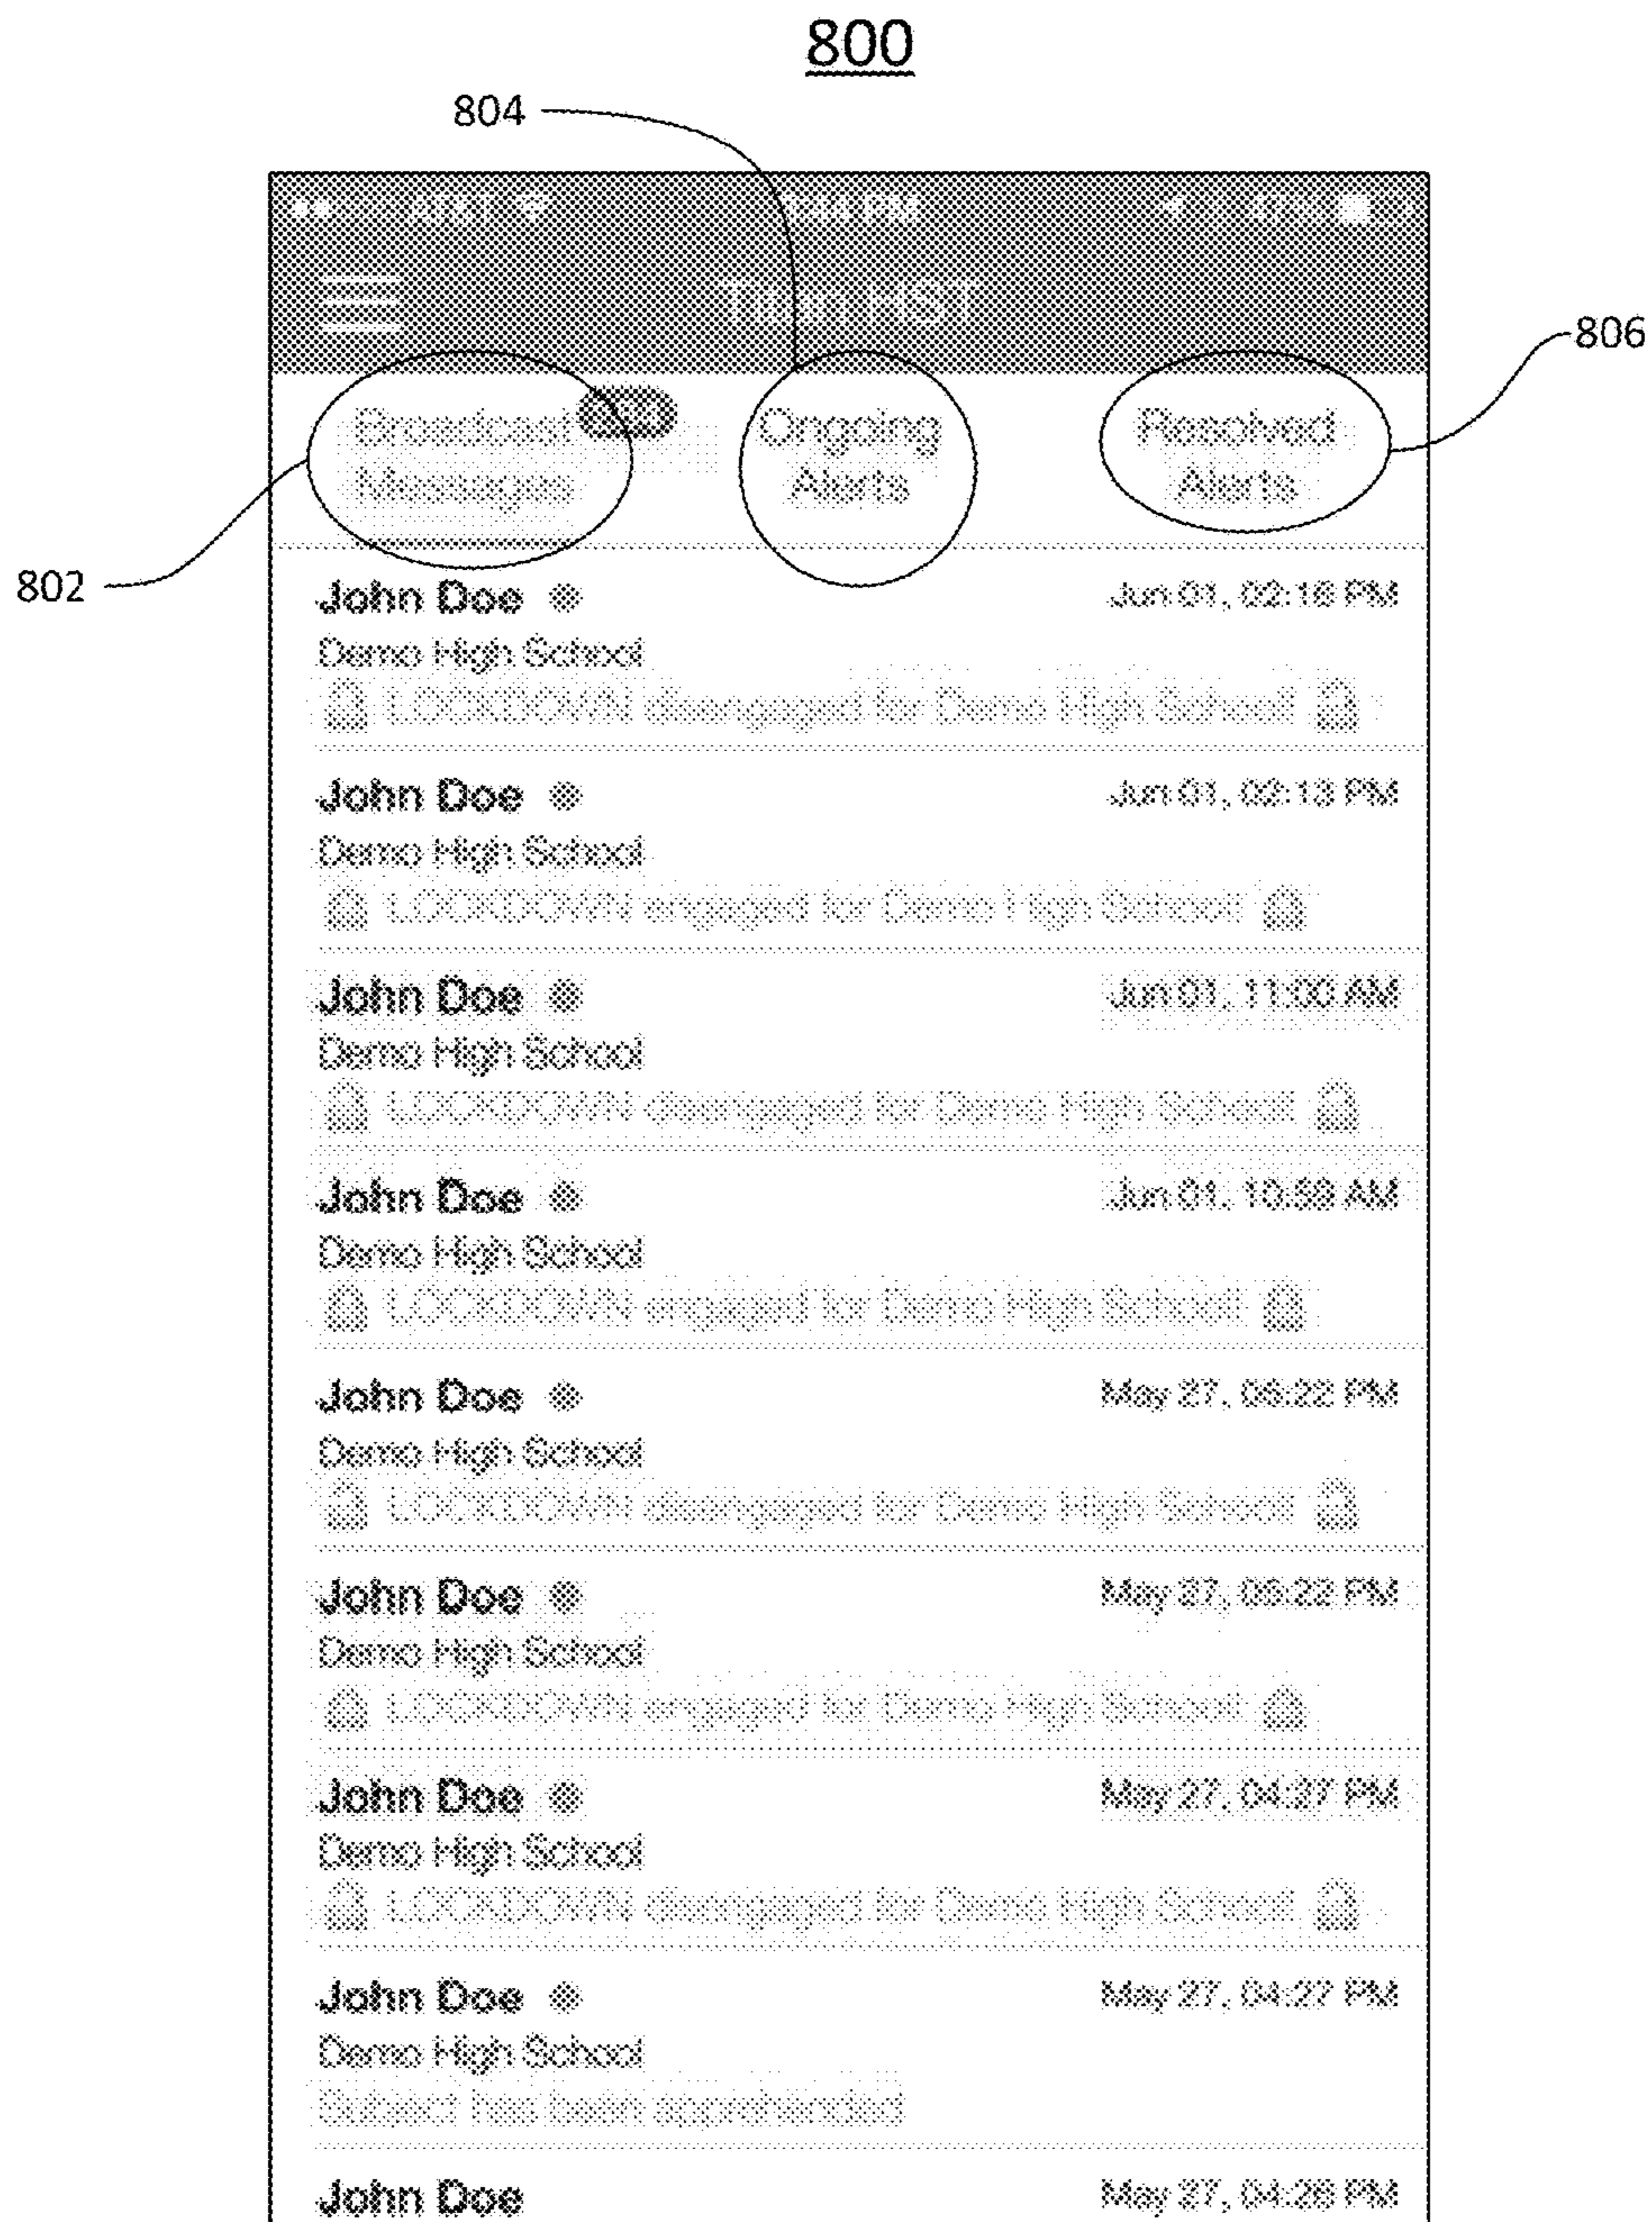 800
804
PM
Titan HST
806
Broadcast Ongoing Resolved
Messages Alerts Alerts
802
John Doe Jun 01, 02:16 PM
Demo High School
LOCKDOWN disengaged for Demo High School!
John Doe Jun 01, 02:13 PM
Demo High School
LOCKDOWN engaged for Demo High School!
John Doe Jun 01, 11:00 AM
Demo High School
LOCKDOWN disengaged for Demo High School!
John Doe Jun 01, 10:59 AM
Demo High School
LOCKDOWN engaged for Demo High School!
John Doe May 27, PM
Demo High School
LOCKDOWN disengaged for Demo High School!
John Doe May 27, PM
Demo High School
LOCKDOWN engaged for Demo High School!
John Doe May 27, 04:27 PM
Demo High School
LOCKDOWN disengaged for Demo High School!
John Doe May 27, 04:27 PM
Demo High School
Subject has been apprehended
John Doe May 27, 04:26 PM